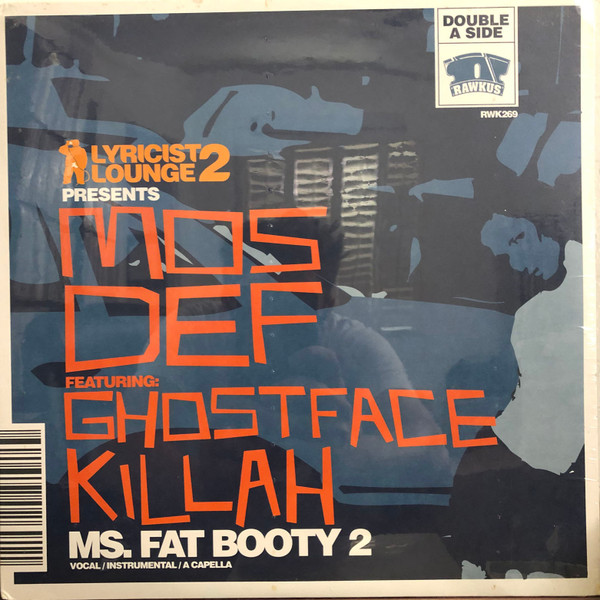 DOUBLE
A SIDE
RAWKUS
RWK269
LYRICIST
LOUNGE 2
PRESENTS
MOS
DEF
FEATURING:
GHOSTFACE
KILLAH
MS. FAT BOOTY 2
VOCAL / INSTRUMENTAL / A CAPELLA